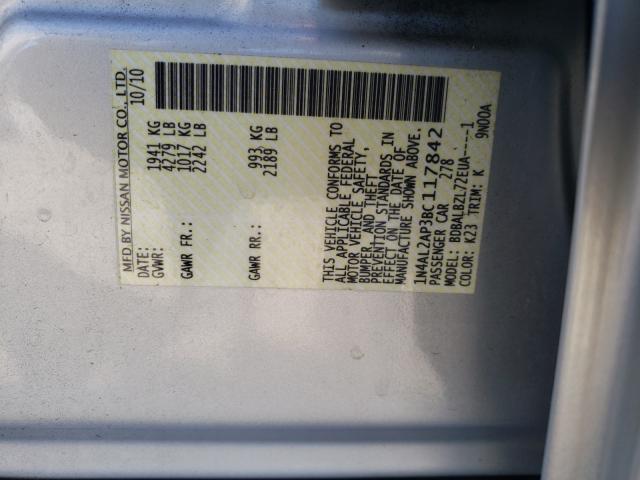 MFD BY NISSAN MOTOR CO., LTD.
DATE: 10/10
GVWR: 1941 KG
4279 LB
GAWR FR.: 1017 KG
2242 LB
GAWR RR.: 993 KG
2189 LB
THIS VEHICLE CONFORMS TO
ALL APPLICABLE FEDERAL
MOTOR VEHICLE SAFETY,
BUMPER, AND THEFT
PREVENTION STANDARDS IN
EFFECT ON THE DATE OF
MANUFACTURE SHOWN ABOVE.
1N4AL2AP3BC117842
PASSENGER CAR 278
MODEL: BDBALBZL72EUA----1
COLOR: K23 TRIM: K 9N00A